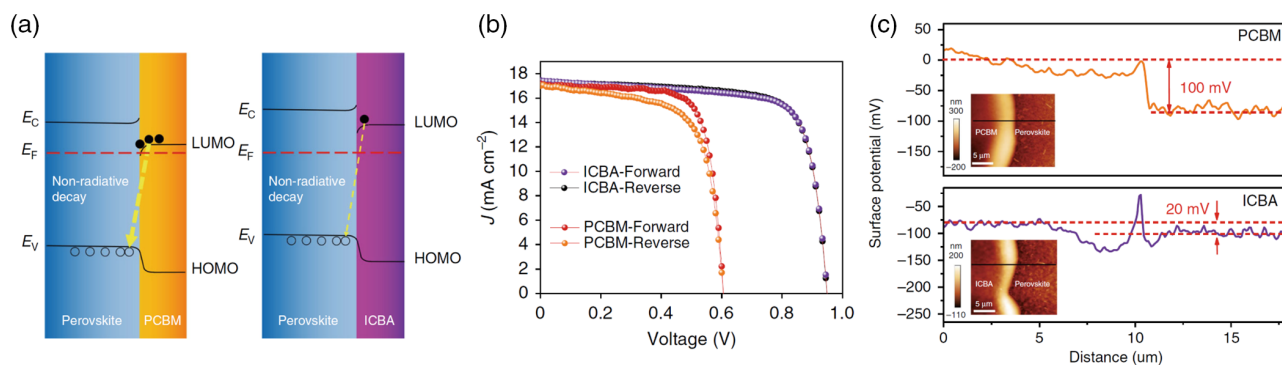 (a)
E_C
E_F
E_V
LUMO
HOMO
Non-radiative
decay
Perovskite PCBM
E_C
E_F
E_V
LUMO
HOMO
Non-radiative
decay
Perovskite ICBA
(b)
J (mA cm⁻²)
18
16
14
12
10
8
6
4
2
0
ICBA-Forward
ICBA-Reverse
PCBM-Forward
PCBM-Reverse
0 0.2 0.4 0.6 0.8 1.0
Voltage (V)
(c)
Surface potential (mV)
PCBM
50
0
−50
−100
−150
100 mV
nm
300
−200
PCBM Perovskite
5 μm
ICBA
0
−50
−100
−150
−200
−250
20 mV
nm
200
−110
ICBA Perovskite
5 μm
0 5 10 15
Distance (um)